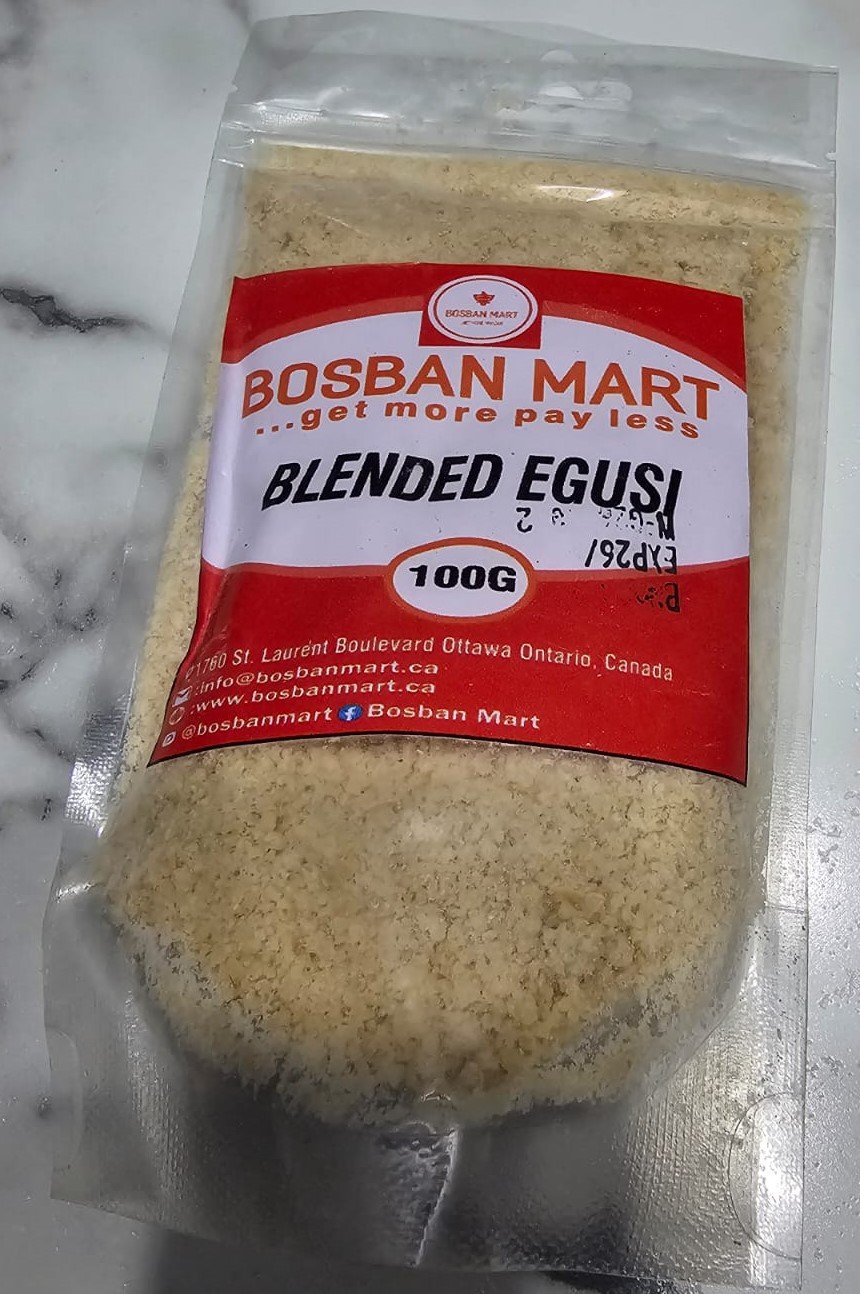 BOSBAN MART
BOSBAN MART
...get more pay less
BLENDED EGUSI
EXP26/
100G
1760 St. Laurent Boulevard Ottawa Ontario, Canada
:info@bosbanmart.ca
:www.bosbanmart.ca
@bosbanmart Bosban Mart